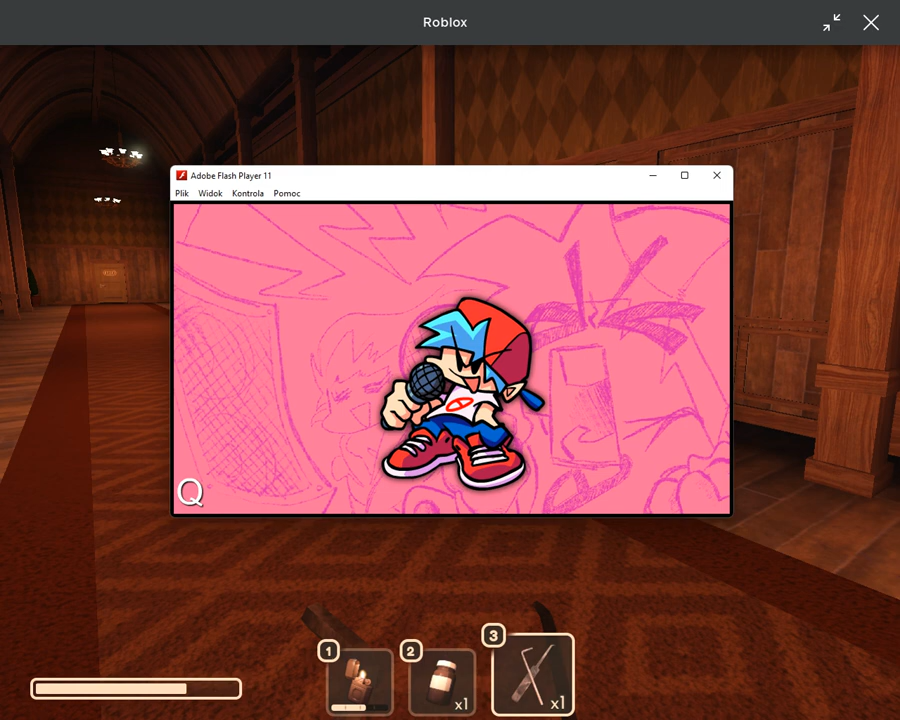 Roblox
Adobe Flash Player 11
Plik Widok Kontrola Pomoc
Q
1 2 3
x1 x1